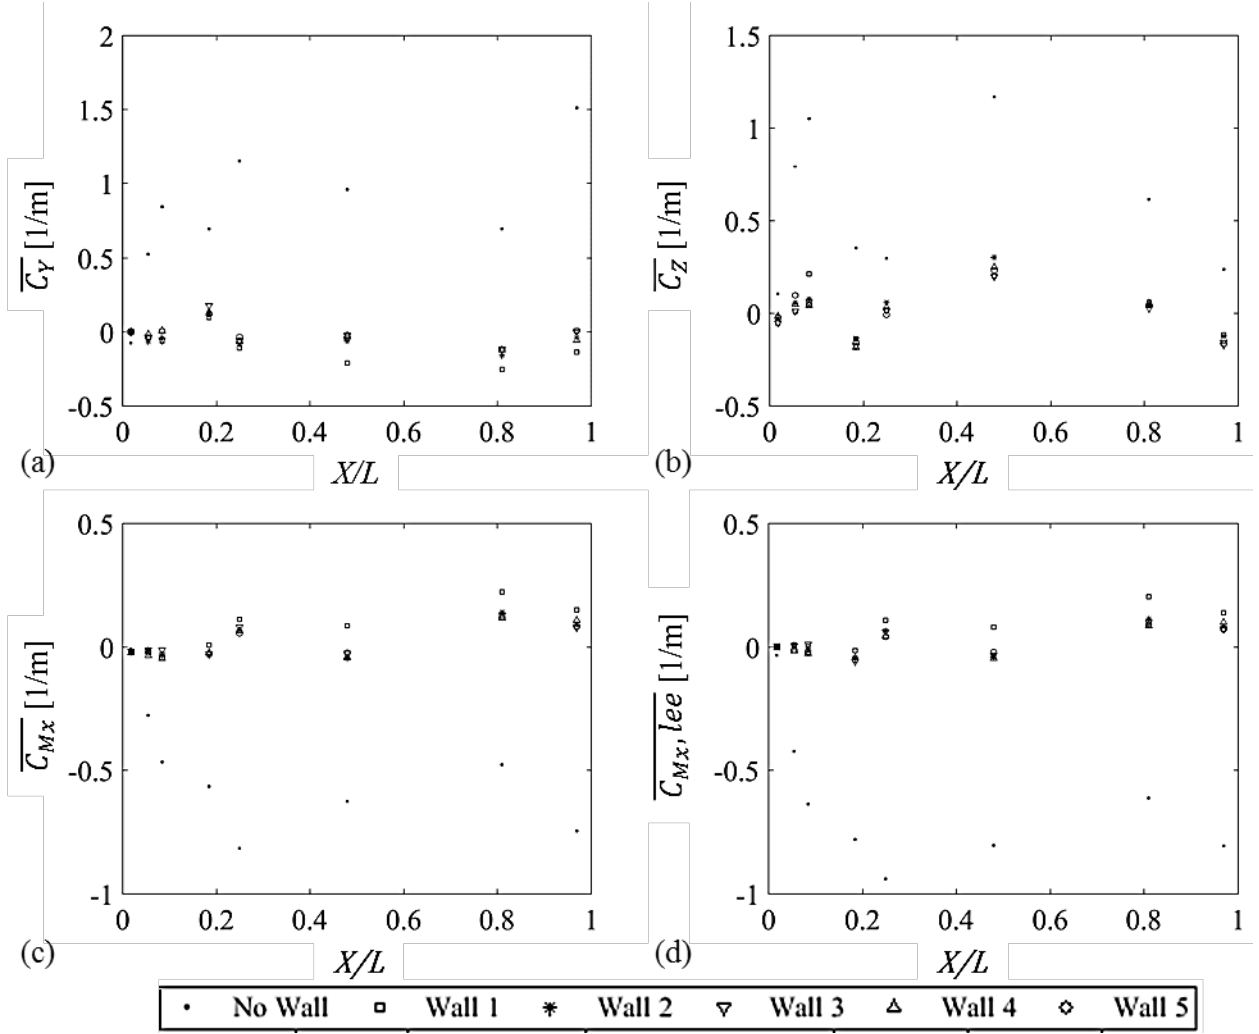 2
1.5
1
0.5
0
-0.5
0 0.2 0.4 0.6 0.8 1
C_Y [1/m]
(a)
X/L
1.5
1
0.5
0
-0.5
0 0.2 0.4 0.6 0.8 1
C_Z [1/m]
(b)
X/L
0.5
0
-0.5
-1
0 0.2 0.4 0.6 0.8 1
C_Mx [1/m]
(c)
X/L
0.5
0
-0.5
-1
0 0.2 0.4 0.6 0.8 1
C_Mx, lee [1/m]
(d)
X/L
No Wall Wall 1 Wall 2 Wall 3 Wall 4 Wall 5